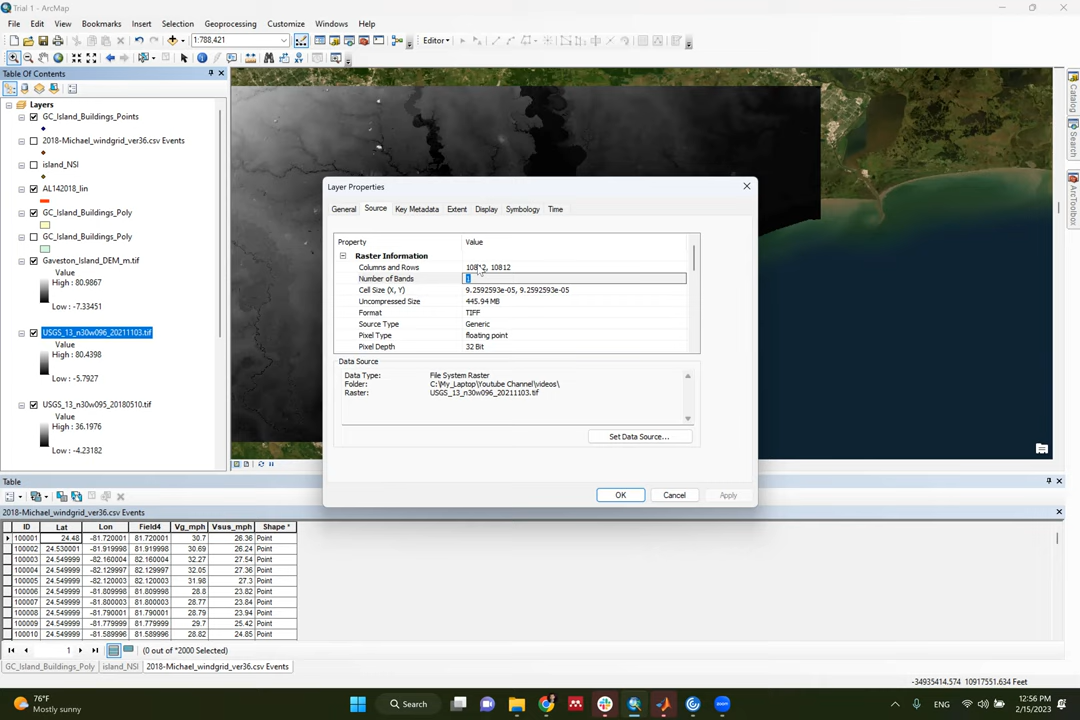 Trial 1 - ArcMap
File Edit View Bookmarks Insert Selection Geoprocessing Customize Windows Help
1:788,421
Editor
Table Of Contents
Layers
GC_Island_Buildings_Points
2018-Michael_windgrid_ver36.csv Events
island_NSI
AL142018_lin
GC_Island_Buildings_Poly
GC_Island_Buildings_Poly
Gaveston_Island_DEM_m.tif
Value
High : 80.9867
Low : -7.33451
USGS_13_n30w096_20211103.tif
Value
High : 80.4398
Low : -5.7927
USGS_13_n30w095_20180510.tif
Value
High : 36.1976
Low : -4.23182
Catalog
Search
ArcToolbox
Layer Properties
General Source Key Metadata Extent Display Symbology Time
Property Value
Raster Information
Columns and Rows 10812, 10812
Number of Bands 1
Cell Size (X, Y) 9.2592593e-05, 9.2592593e-05
Uncompressed Size 445.94 MB
Format TIFF
Source Type Generic
Pixel Type floating point
Pixel Depth 32 Bit
Data Source
Data Type: File System Raster
Folder: C:\My_Laptop\Youtube Channel\videos\
Raster: USGS_13_n30w096_20211103.tif
Set Data Source...
OK Cancel Apply
Table
2018-Michael_windgrid_ver36.csv Events
ID Lat Lon Field4 Vg_mph Vsus_mph Shape *
100001 24.48 -81.720001 81.720001 30.7 26.36 Point
100002 24.530001 -81.919998 81.919998 30.69 26.24 Point
100003 24.549999 -82.160004 82.160004 32.27 27.54 Point
100004 24.549999 -82.129997 82.129997 32.05 27.36 Point
100005 24.549999 -82.120003 82.120003 31.98 27.3 Point
100006 24.549999 -81.809998 81.809998 28.8 23.82 Point
100007 24.549999 -81.800003 81.800003 28.77 23.84 Point
100008 24.549999 -81.790001 81.790001 28.79 23.94 Point
100009 24.549999 -81.779999 81.779999 29.7 25.42 Point
100010 24.549999 -81.589996 81.589996 28.82 24.85 Point
1 (0 out of *2000 Selected)
GC_Island_Buildings_Poly island_NSI 2018-Michael_windgrid_ver36.csv Events
-34935414.574 10917551.634 Feet
76°F
Mostly sunny
Search
ENG
12:56 PM
2/15/2023